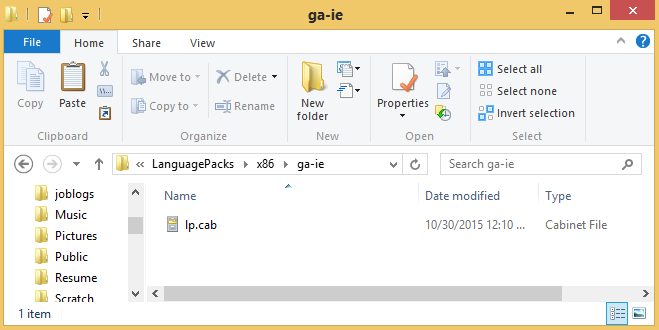 ga-ie
File Home Share View
Copy Paste Move to Copy to Delete Rename New folder Properties Select all Select none Invert selection
Clipboard Organize New Open Select
« LanguagePacks x86 ga-ie Search ga-ie
Name Date modified Type
joblogs
lp.cab 10/30/2015 12:10 ... Cabinet File
Music
Pictures
Public
Resume
Scratch
1 item